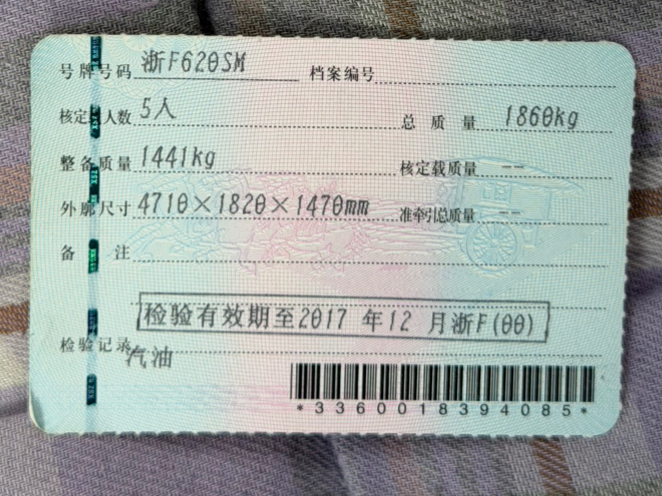 号牌号码 浙F620SM 档案编号
核定 人数 5人 总质量 1860kg
整备质量 1441kg 核定载质量 --
外廓尺寸 4710×1820×1470mm 准牵引总质量 --
备注
检验有效期至2017年12月浙F(00)
检验记录
汽油
*3360018394085*